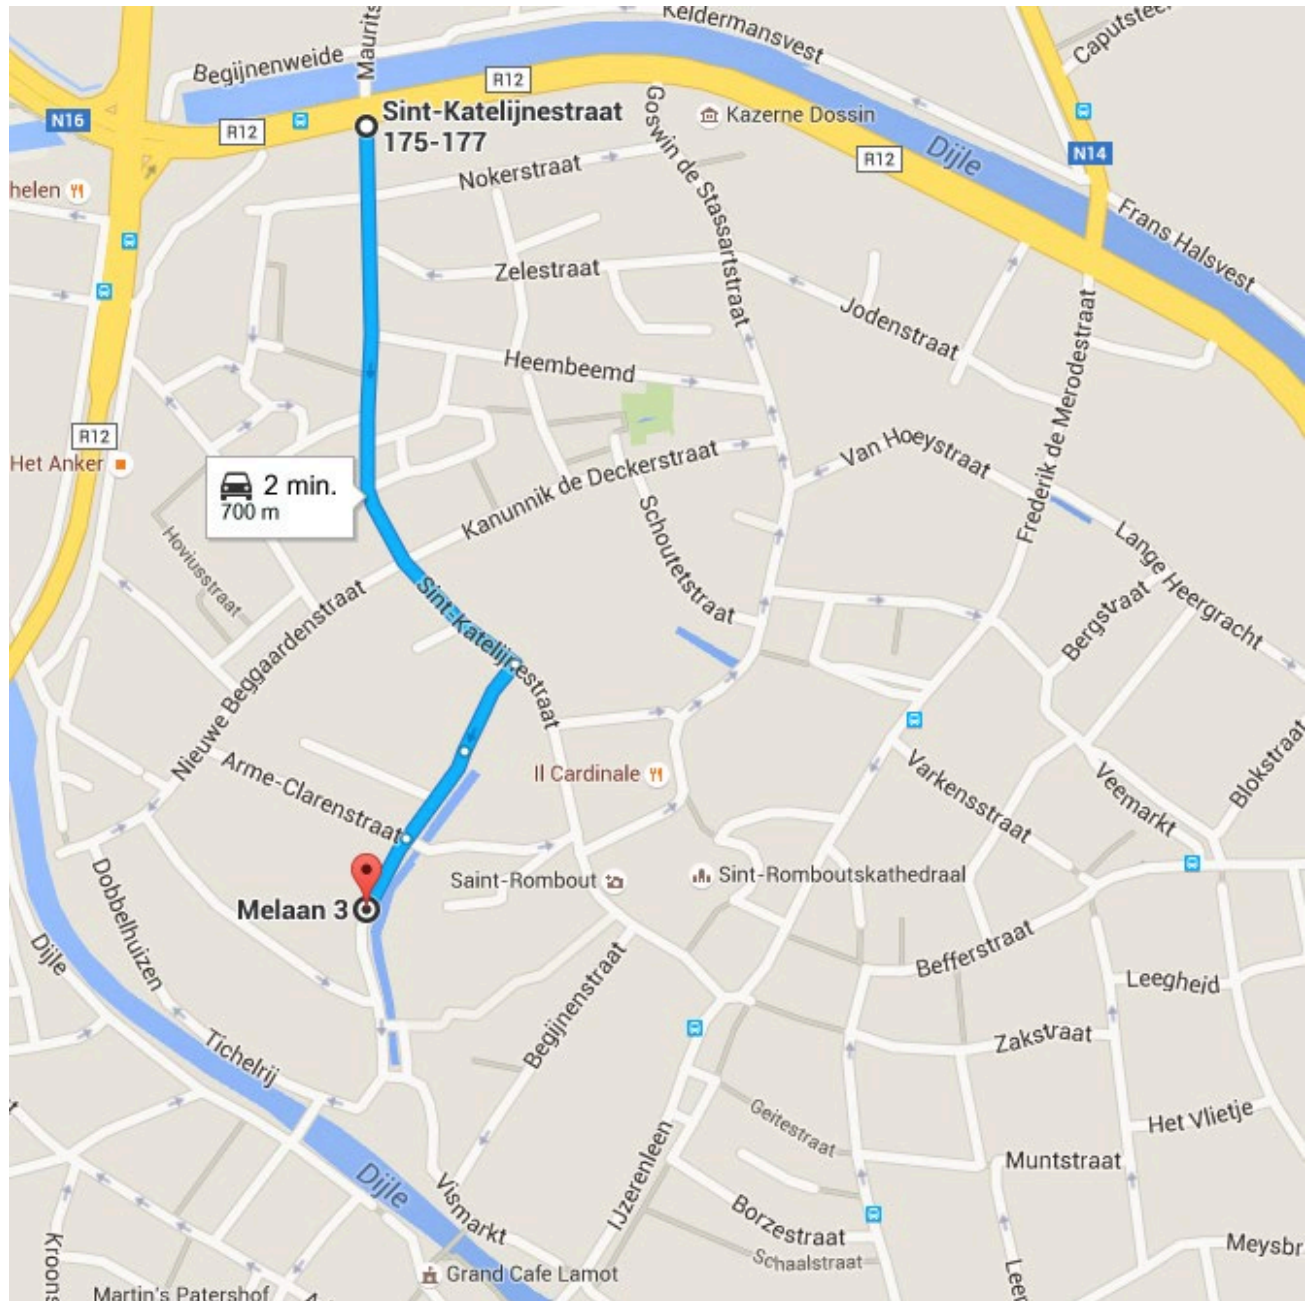 Keldermansvest
Maurits
Caputstee
Begijnenweide
R12
Sint-Katelijnestraat
175-177
Kazerne Dossin
N16
R12
R12
Dijle
N14
helen
Nokerstraat
Goswin de Stassartstraat
Frans Halsvest
Zelestraat
Jodenstraat
Heembeemd
Frederik de Merodestraat
R12
Het Anker
Van Hoeystraat
2 min.
700 m
Kanunnik de Deckerstraat
Schoutetstraat
Lange Heergracht
Hoviusstraat
Sint-Katelijnestraat
Bergstraat
Nieuwe Beggaardenstraat
Arme-Clarenstraat
Il Cardinale
Varkensstraat
Veemarkt
Blokstraat
Saint-Rombout
Sint-Romboutskathedraal
Melaan 3
Dobbelhuizen
Dijle
Begijnenstraat
Befferstraat
Leegheid
Tichelrij
Zakstraat
Geitestraat
Het Vlietje
Muntstraat
Dijle
Vismarkt
IJzerenleen
Borzestraat
Schaalstraat
Meysbr
Kroons
Grand Cafe Lamot
Martin's Patershof
Leer